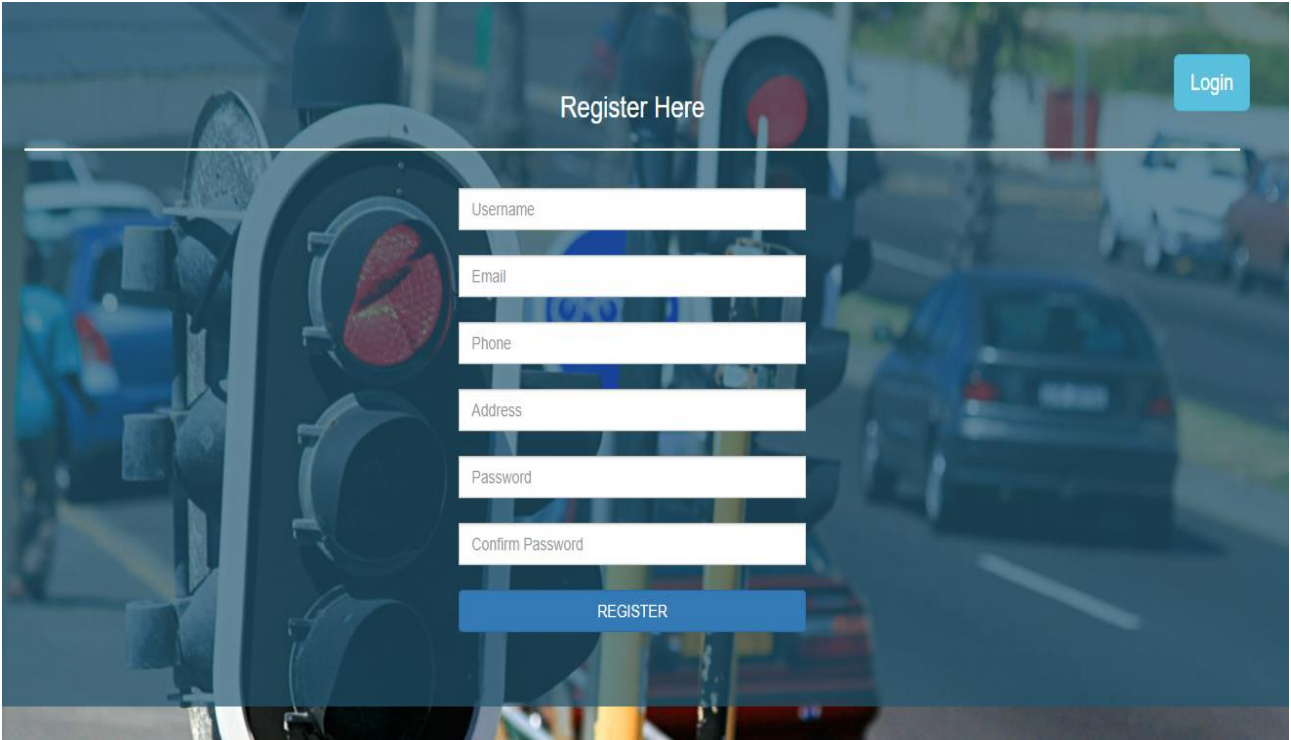 Login
Register Here
Username
Email
Phone
Address
Password
Confirm Password
REGISTER